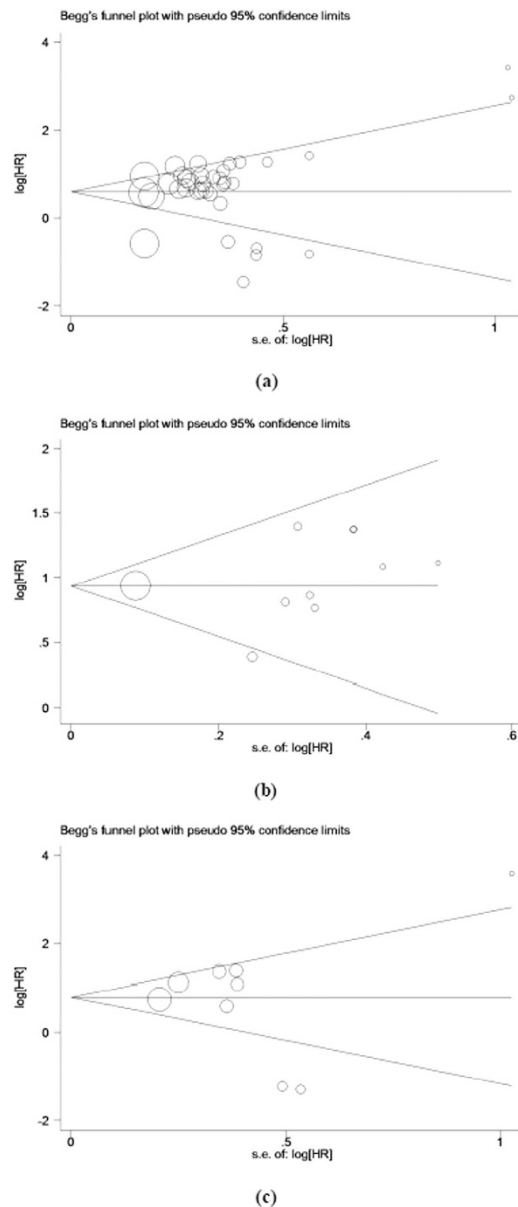 Begg's funnel plot with pseudo 95% confidence limits
4
2
0
-2
log[HR]
0
.5
1
s.e. of: log[HR]
(a)
Begg's funnel plot with pseudo 95% confidence limits
2
1.5
1
.5
0
log[HR]
0
.2
.4
.6
s.e. of: log[HR]
(b)
Begg's funnel plot with pseudo 95% confidence limits
4
2
0
-2
log[HR]
0
.5
1
s.e. of: log[HR]
(c)